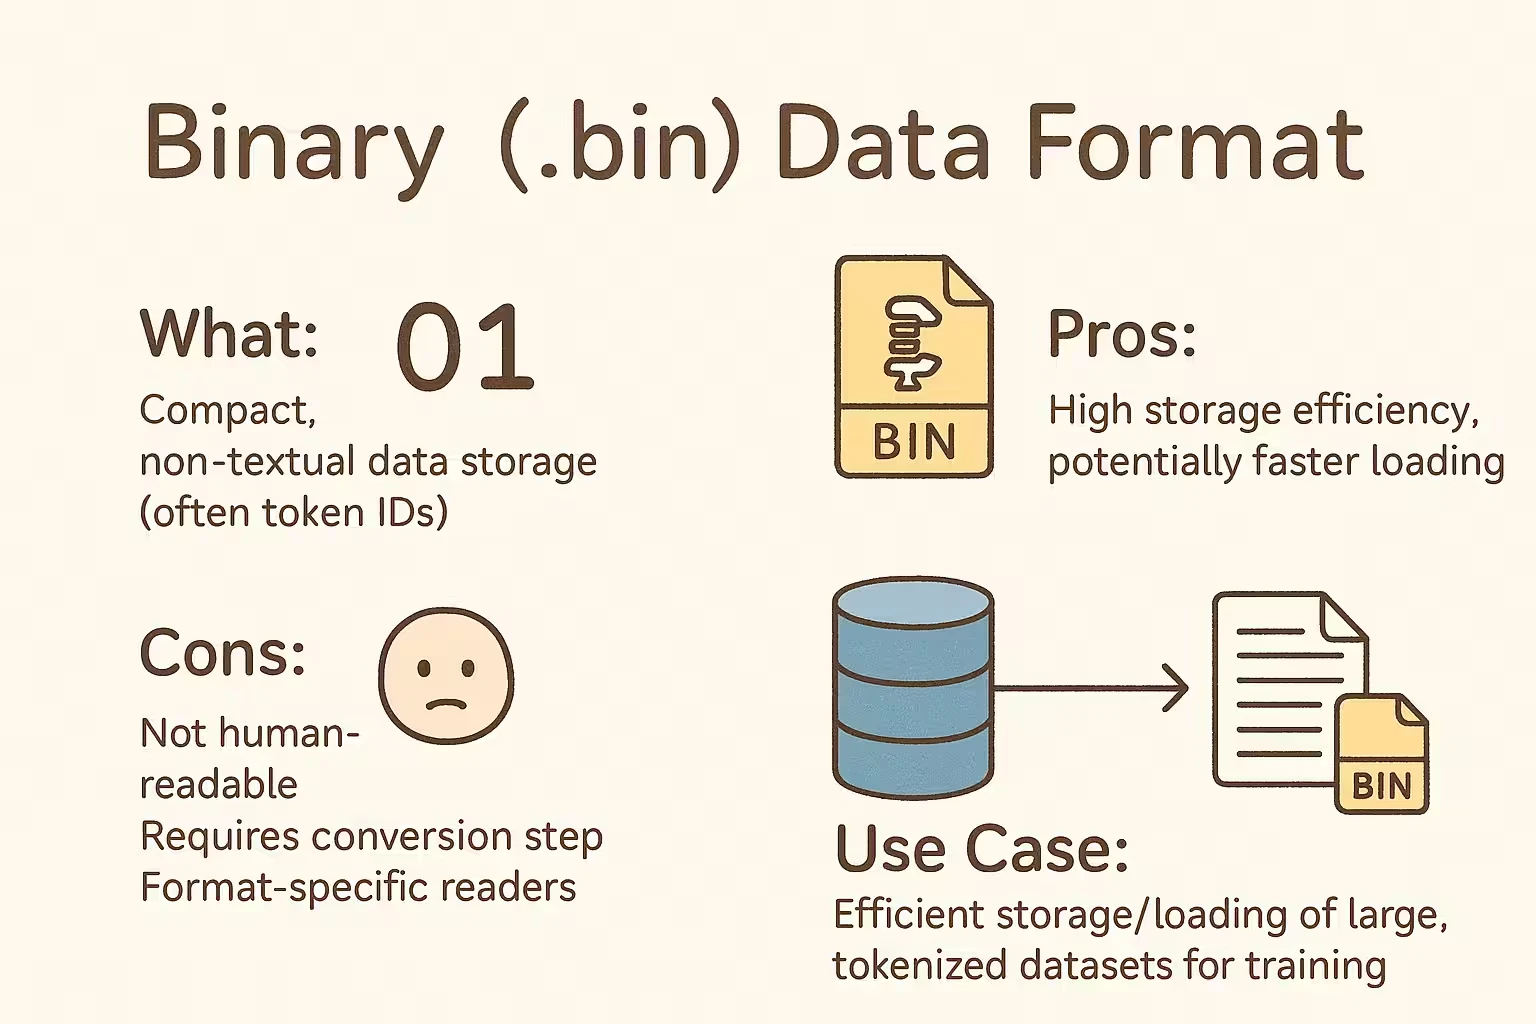 Binary (.bin) Data Format
What:
01
Compact,
non-textual data storage
(often token IDs)
BIN
Pros:
High storage efficiency,
potentially faster loading
Cons:
Not human-
readable
Requires conversion step
Format-specific readers
BIN
Use Case:
Efficient storage/loading of large,
tokenized datasets for training